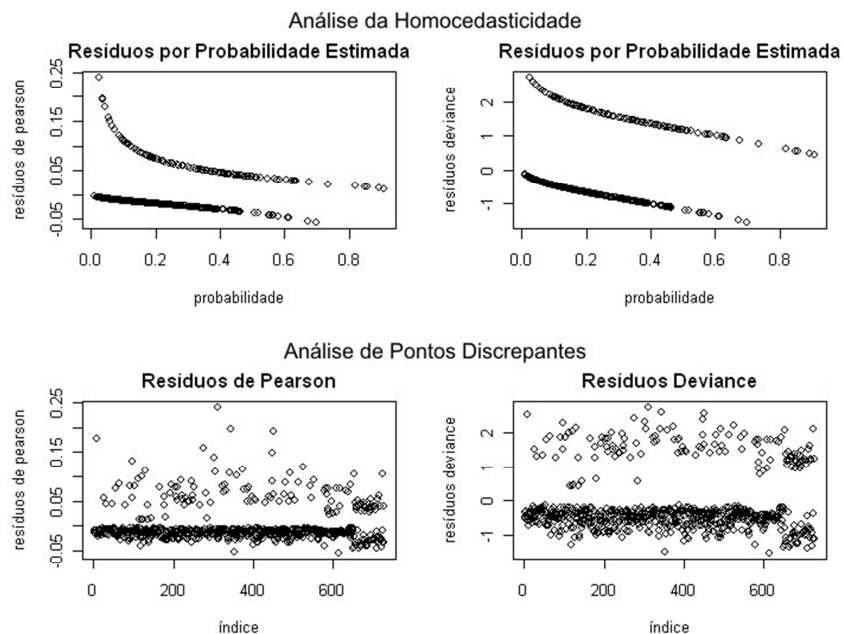 Análise da Homocedasticidade
Resíduos por Probabilidade Estimada
resíduos de pearson
0.25
0.15
0.05
-0.05
0.0 0.2 0.4 0.6 0.8
probabilidade
Resíduos por Probabilidade Estimada
resíduos deviance
2
1
0
-1
0.0 0.2 0.4 0.6 0.8
probabilidade
Análise de Pontos Discrepantes
Resíduos de Pearson
resíduos de pearson
0.25
0.15
0.05
-0.05
0 200 400 600
índice
Resíduos Deviance
resíduos deviance
2
1
0
-1
0 200 400 600
índice